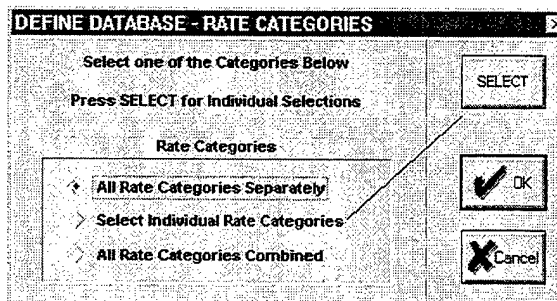 DEFINE DATABASE - RATE CATEGORIES
Select one of the Categories Below
Press SELECT for Individual Selections
Rate Categories
All Rate Categories Separately
Select Individual Rate Categories
All Rate Categories Combined
SELECT
OK
Cancel